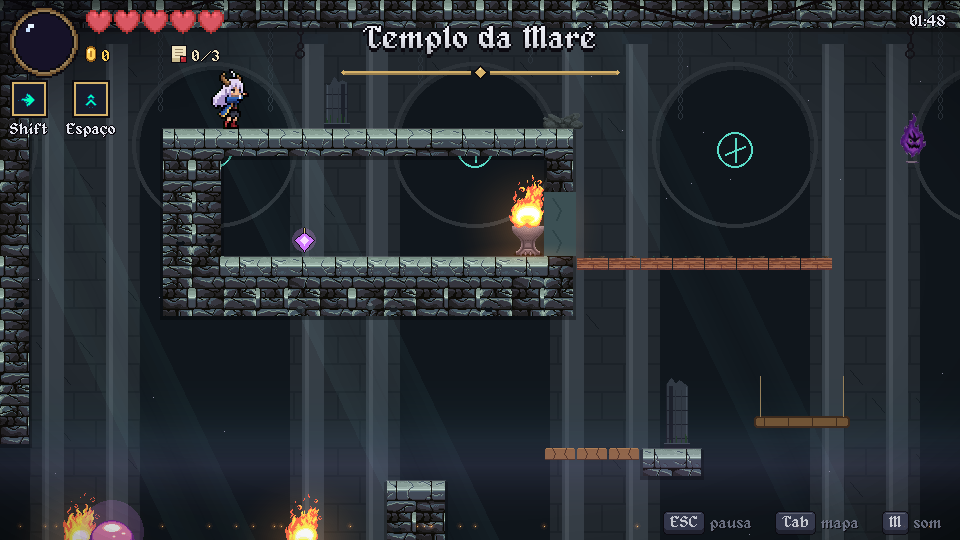 Templo da Maré
01:48
0
0/3
Shift
Espaço
ESC pausa
Tab mapa
M som